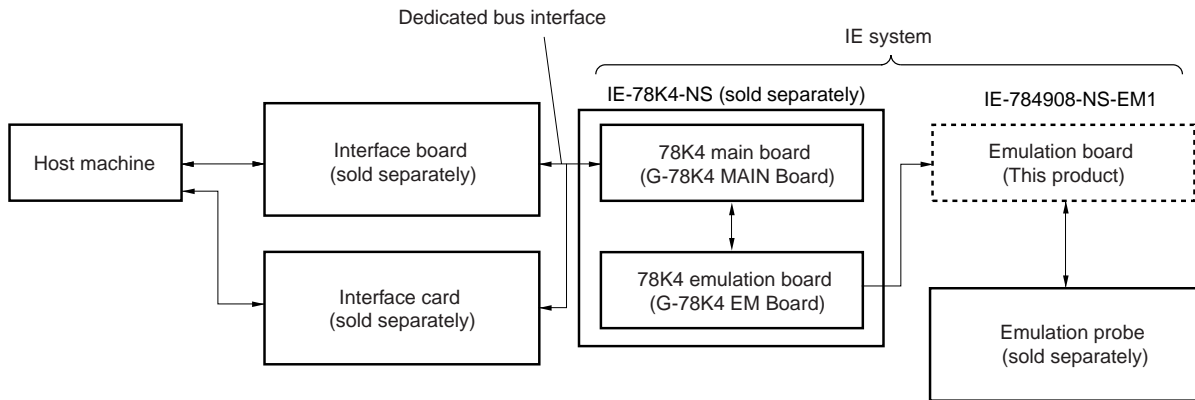 Dedicated bus interface
IE system
IE-78K4-NS (sold separately)
IE-784908-NS-EM1
Host machine
Interface board
(sold separately)
78K4 main board
(G-78K4 MAIN Board)
Emulation board
(This product)
Interface card
(sold separately)
78K4 emulation board
(G-78K4 EM Board)
Emulation probe
(sold separately)